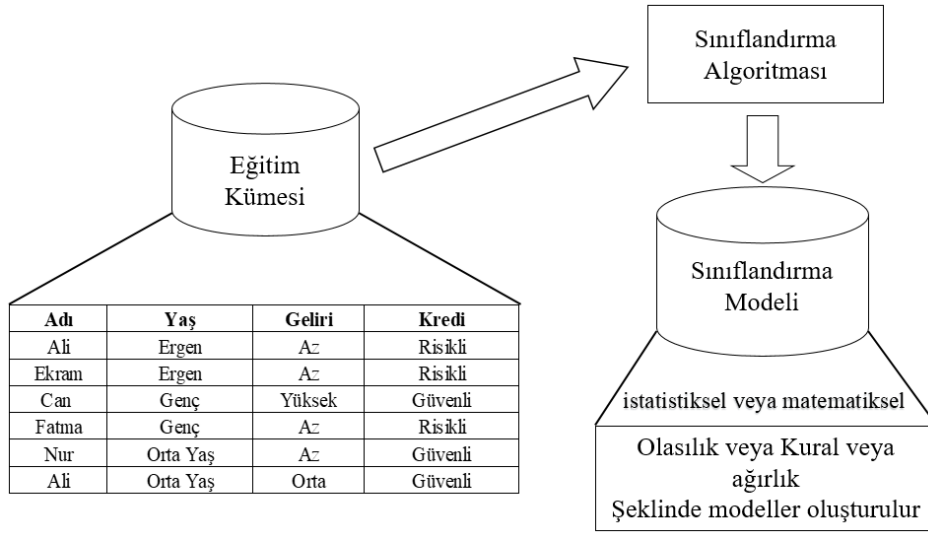 Sınıflandırma
Algoritması
Eğitim
Kümesi
Sınıflandırma
Modeli
Adı Yaş Geliri Kredi
Ali Ergen Az Risikli
Ekram Ergen Az Risikli
Can Genç Yüksek Güvenli
Fatma Genç Az Risikli
Nur Orta Yaş Az Güvenli
Ali Orta Yaş Orta Güvenli
istatistiksel veya matematiksel
Olasılık veya Kural veya
ağırlık
Şeklinde modeller oluşturulur